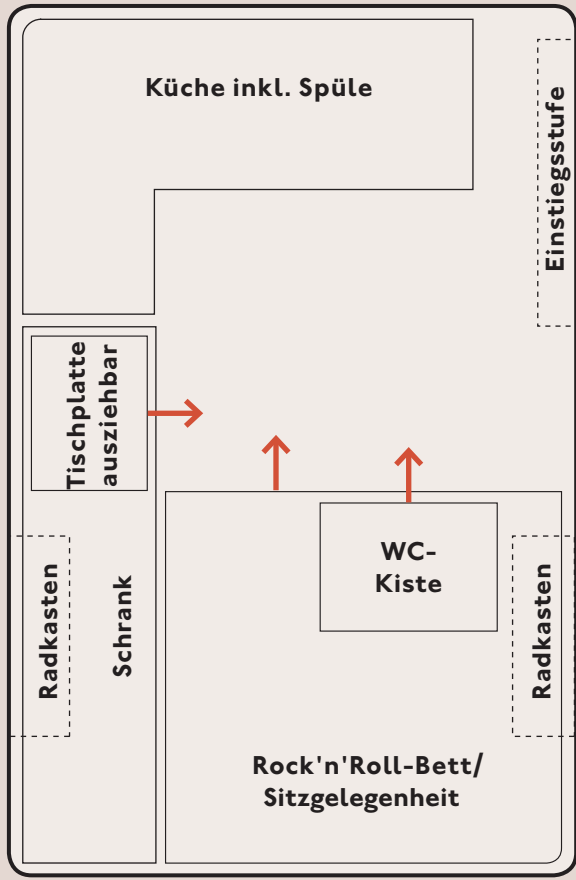 Küche inkl. Spüle
Einstiegsstufe
Tischplatte
ausziehbar
WC-
Kiste
Radkasten
Schrank
Radkasten
Rock'n'Roll-Bett/
Sitzgelegenheit